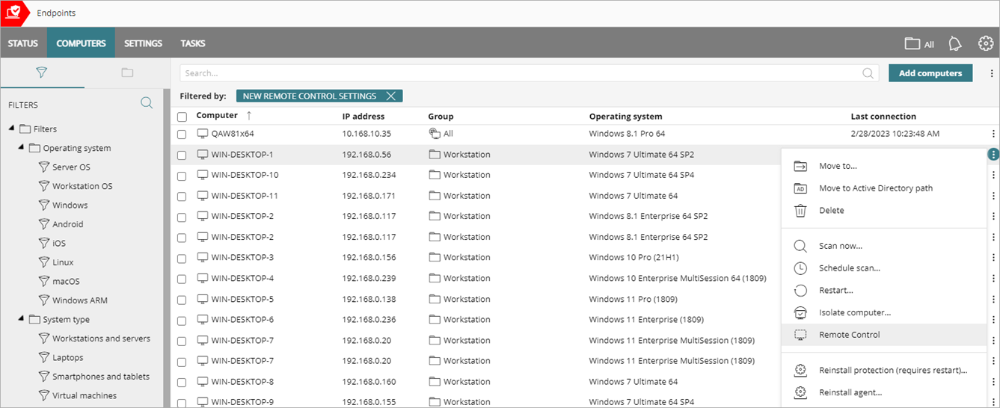 Endpoints
STATUS COMPUTERS SETTINGS TASKS All
Search... Add computers
Filtered by: NEW REMOTE CONTROL SETTINGS
FILTERS
Filters
Operating system
Server OS
Workstation OS
Windows
Android
iOS
Linux
macOS
Windows ARM
System type
Workstations and servers
Laptops
Smartphones and tablets
Virtual machines
Computer IP address Group Operating system Last connection
QAW81x64 10.168.10.35 All Windows 8.1 Pro 64 2/28/2023 10:23:48 AM
WIN-DESKTOP-1 192.168.0.56 Workstation Windows 7 Ultimate 64 SP2
WIN-DESKTOP-10 192.168.0.234 Workstation Windows 7 Ultimate 64 SP4
WIN-DESKTOP-11 192.168.0.171 Workstation Windows 7 Ultimate 64
WIN-DESKTOP-2 192.168.0.117 Workstation Windows 8.1 Enterprise 64 SP2
WIN-DESKTOP-2 192.168.0.117 Workstation Windows 8.1 Enterprise 64 SP2
WIN-DESKTOP-3 192.168.0.156 Workstation Windows 10 Pro (21H1)
WIN-DESKTOP-4 192.168.0.239 Workstation Windows 10 Enterprise MultiSession 64 (1809)
WIN-DESKTOP-5 192.168.0.138 Workstation Windows 11 Pro (1809)
WIN-DESKTOP-6 192.168.0.236 Workstation Windows 11 Enterprise (1809)
WIN-DESKTOP-7 192.168.0.20 Workstation Windows 11 Enterprise MultiSession (1809)
WIN-DESKTOP-7 192.168.0.20 Workstation Windows 11 Enterprise MultiSession (1809)
WIN-DESKTOP-8 192.168.0.160 Workstation Windows 7 Ultimate 64
WIN-DESKTOP-9 192.168.0.155 Workstation Windows 7 Ultimate 64 SP4
Move to...
AD Move to Active Directory path
Delete
Scan now...
Schedule scan...
Restart...
Isolate computer...
Remote Control
Reinstall protection (requires restart)...
Reinstall agent...